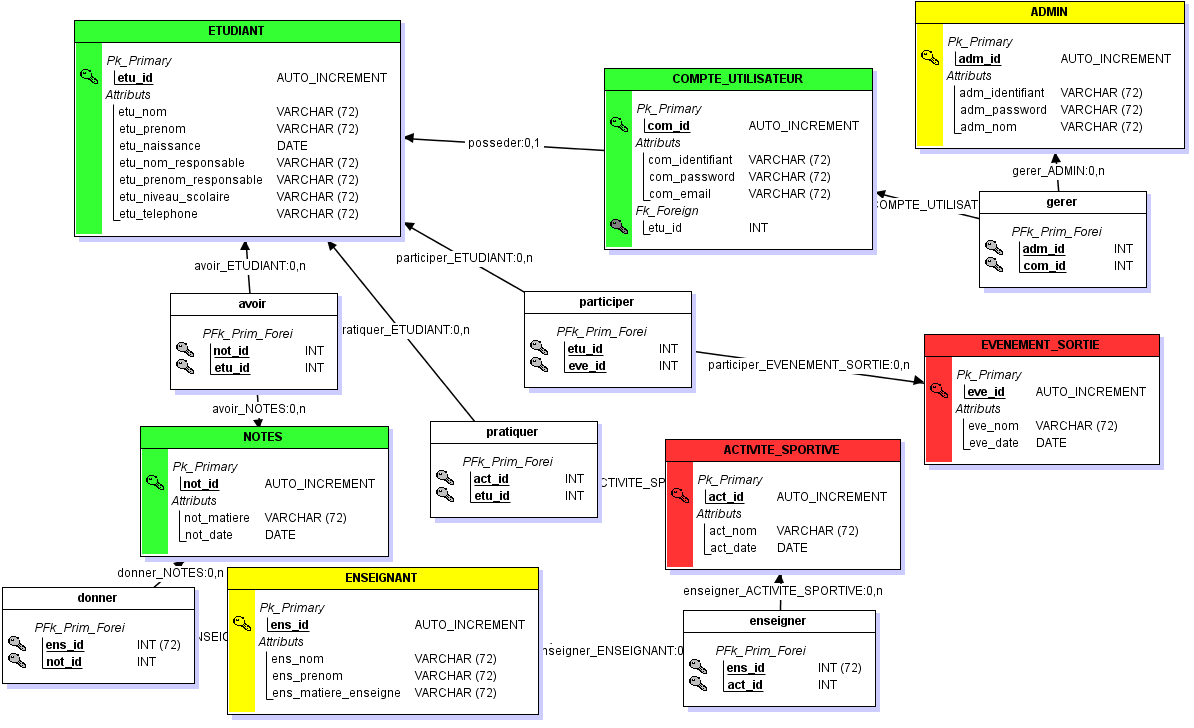 ETUDIANT
Pk_Primary
etu_id AUTO_INCREMENT
Attributs
etu_nom VARCHAR (72)
etu_prenom VARCHAR (72)
etu_naissance DATE
etu_nom_responsable VARCHAR (72)
etu_prenom_responsable VARCHAR (72)
etu_niveau_scolaire VARCHAR (72)
etu_telephone VARCHAR (72)
posseder:0,1
COMPTE_UTILISATEUR
Pk_Primary
com_id AUTO_INCREMENT
Attributs
com_identifiant VARCHAR (72)
com_password VARCHAR (72)
com_email VARCHAR (72)
Fk_Foreign
etu_id INT
ADMIN
Pk_Primary
adm_id AUTO_INCREMENT
Attributs
adm_identifiant VARCHAR (72)
adm_password VARCHAR (72)
adm_nom VARCHAR (72)
gerer_ADMIN:0,n
COMPTE_UTILISAT
gerer
PFk_Prim_Forei
adm_id INT
com_id INT
avoir_ETUDIANT:0,n
participer_ETUDIANT:0,n
ratiquer_ETUDIANT:0,n
avoir
PFk_Prim_Forei
not_id INT
etu_id INT
avoir_NOTES:0,n
participer
PFk_Prim_Forei
etu_id INT
eve_id INT
participer_EVENEMENT_SORTIE:0,n
EVENEMENT_SORTIE
Pk_Primary
eve_id AUTO_INCREMENT
Attributs
eve_nom VARCHAR (72)
eve_date DATE
NOTES
Pk_Primary
not_id AUTO_INCREMENT
Attributs
not_matiere VARCHAR (72)
not_date DATE
pratiquer
PFk_Prim_Forei
act_id INT
etu_id INT
CTIVITE_SP
ACTIVITE_SPORTIVE
Pk_Primary
act_id AUTO_INCREMENT
Attributs
act_nom VARCHAR (72)
act_date DATE
donner_NOTES:0,n
donner
PFk_Prim_Forei
ens_id INT (72)
not_id INT
NSEIG
ENSEIGNANT
Pk_Primary
ens_id AUTO_INCREMENT
Attributs
ens_nom VARCHAR (72)
ens_prenom VARCHAR (72)
ens_matiere_enseigne VARCHAR (72)
nseigner_ENSEIGNANT:0
enseigner_ACTIVITE_SPORTIVE:0,n
enseigner
PFk_Prim_Forei
ens_id INT (72)
act_id INT